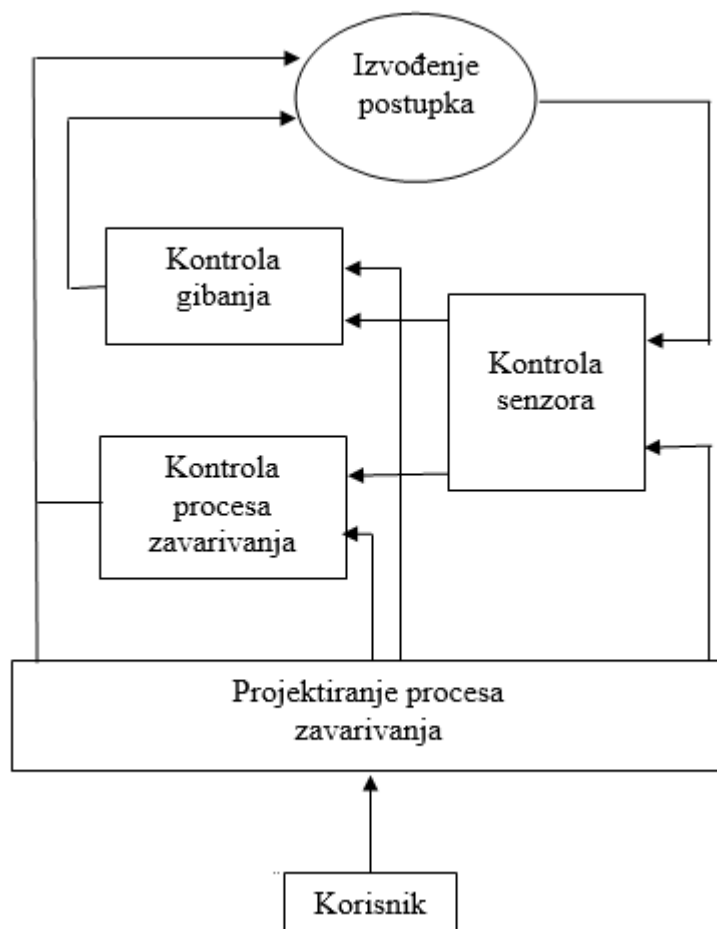 Izvođenje
postupka
Kontrola
gibanja
Kontrola
senzora
Kontrola
procesa
zavarivanja
Projektiranje procesa
zavarivanja
Korisnik